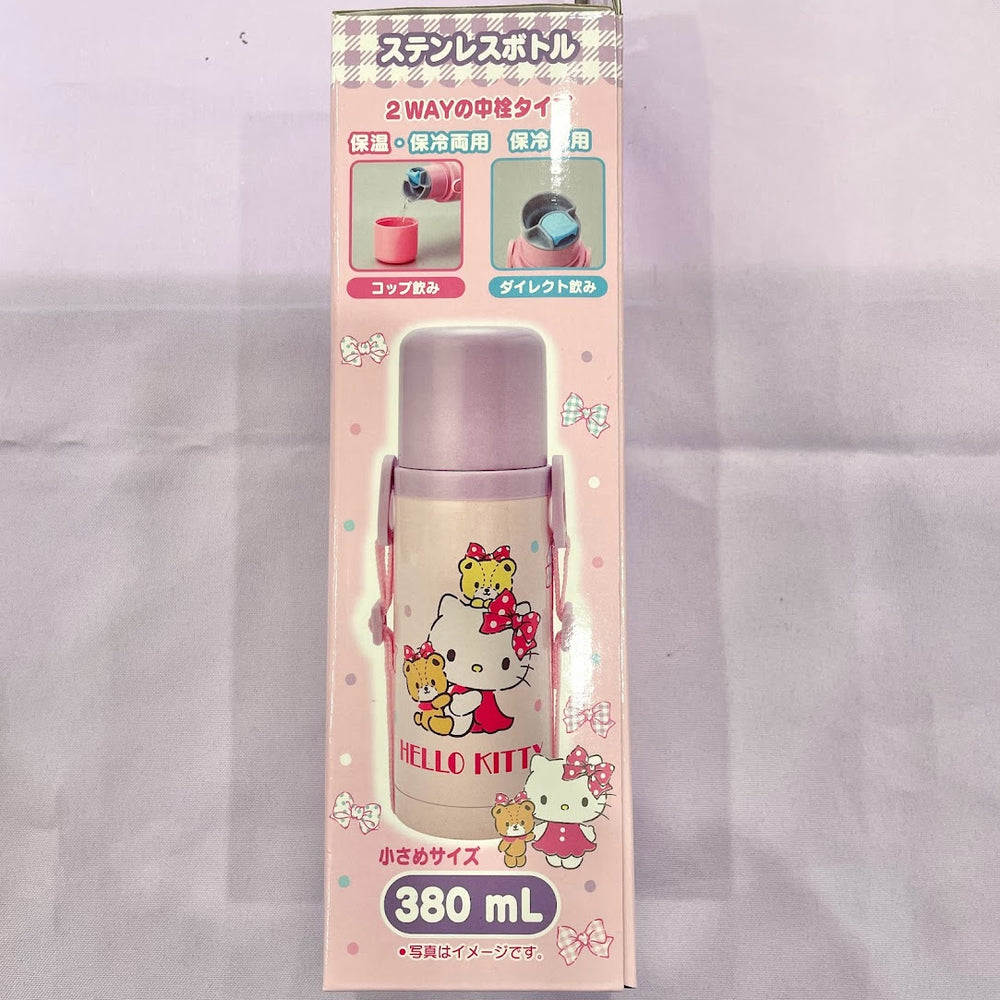 ステンレスボトル
2WAYの中栓タイプ
保温・保冷両用 保冷専用
コップ飲み ダイレクト飲み
HELLO KITTY
小さめサイズ
380 mL
•写真はイメージです。